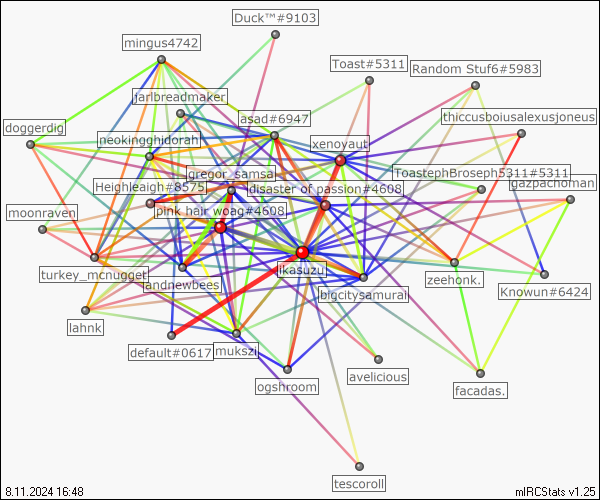 Duck™#9103
mingus4742
Toast#5311
Random Stuf6#5983
jarlbreadmaker
asad#6947
thiccusboiusalexusjoneus
doggerdig
neokingghidorah
xenoyaut
gregor_samsa
ToastephBroseph5311#5311
Heighleaigh#8575
disaster of passion#4608
gazpachoman
moonraven
pink hair woag#4608
turkey_mcnugget
ikasuzu
zeehonk.
landnewbees
bigcitysamurai
Knowun#6424
lahnk
default#0617
mukszi
avelicious
ogshroom
facadas.
tescoroll
8.11.2024 16:48
mIRCStats v1.25